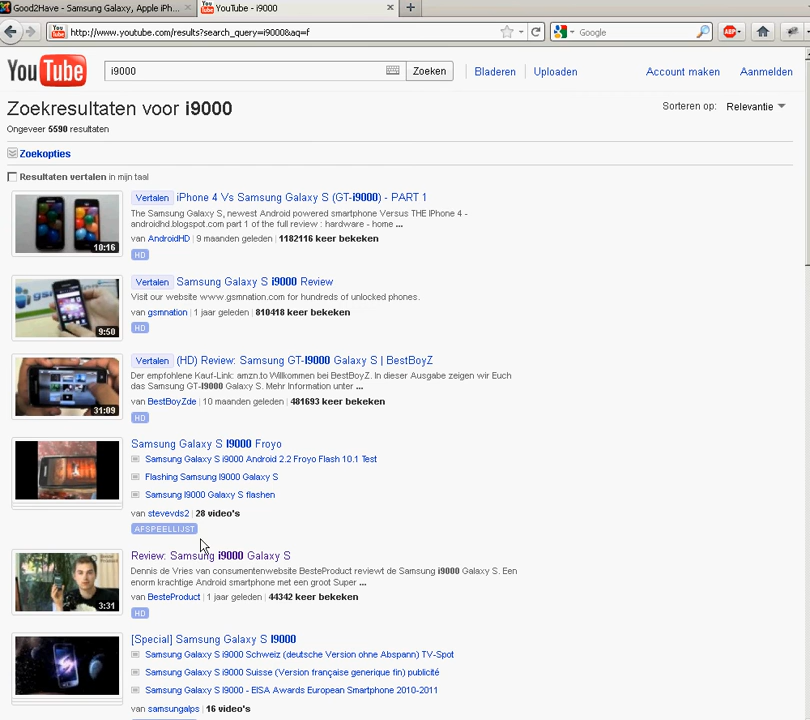 Good2Have - Samsung Galaxy, Apple iPh...
YouTube - i9000
http://www.youtube.com/results?search_query=i9000&aq=f
Google
ABP
YouTube
i9000
Zoeken
Bladeren
Uploaden
Account maken
Aanmelden
Zoekresultaten voor i9000
Sorteren op: Relevantie
Ongeveer 5590 resultaten
Zoekopties
Resultaten vertalen in mijn taal
Vertalen iPhone 4 Vs Samsung Galaxy S (GT-i9000) - PART 1
The Samsung Galaxy S, newest Android powered smartphone Versus THE IPhone 4 -
androidhd.blogspot.com part 1 of the full review : hardware - home ...
van AndroidHD | 9 maanden geleden | 1182116 keer bekeken
10:16
HD
Vertalen Samsung Galaxy S i9000 Review
Visit our website www.gsmnation.com for hundreds of unlocked phones.
van gsmnation | 1 jaar geleden | 810418 keer bekeken
9:50
HD
Vertalen (HD) Review: Samsung GT-i9000 Galaxy S | BestBoyZ
Der empfohlene Kauf-Link: amzn.to Willkommen bei BestBoyZ. In dieser Ausgabe zeigen wir Euch
das Samsung GT-I9000 Galaxy S. Mehr Information unter ...
van BestBoyZde | 10 maanden geleden | 481693 keer bekeken
31:09
HD
Samsung Galaxy S I9000 Froyo
Samsung Galaxy S i9000 Android 2.2 Froyo Flash 10.1 Test
Flashing Samsung I9000 Galaxy S
Samsung I9000 Galaxy S flashen
van stevevds2 | 28 video's
AFSPEELLIJST
Review: Samsung i9000 Galaxy S
Dennis de Vries van consumentenwebsite BesteProduct reviewt de Samsung i9000 Galaxy S. Een
enorm krachtige Android smartphone met een groot Super ...
van BesteProduct | 1 jaar geleden | 44342 keer bekeken
3:31
HD
[Special] Samsung Galaxy S I9000
Samsung Galaxy S i9000 Schweiz (deutsche Version ohne Abspann) TV-Spot
Samsung Galaxy S i9000 Suisse (Version française generique fin) publicité
Samsung Galaxy S I9000 - EISA Awards European Smartphone 2010-2011
van samsungalps | 16 video's